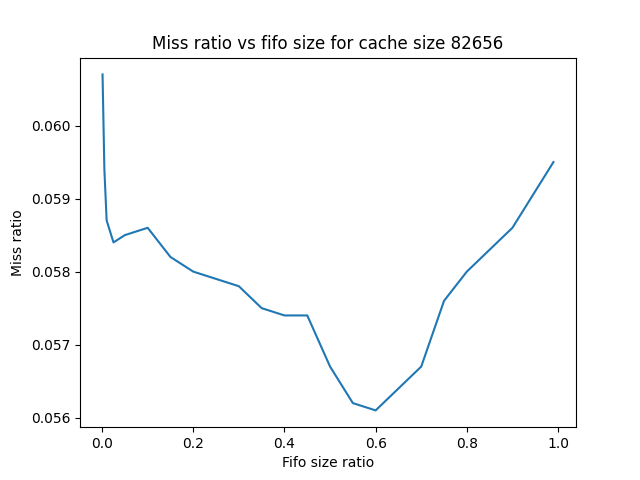 Miss ratio vs fifo size for cache size 82656
0.060
0.059
0.058
0.057
0.056
Miss ratio
0.0 0.2 0.4 0.6 0.8 1.0
Fifo size ratio